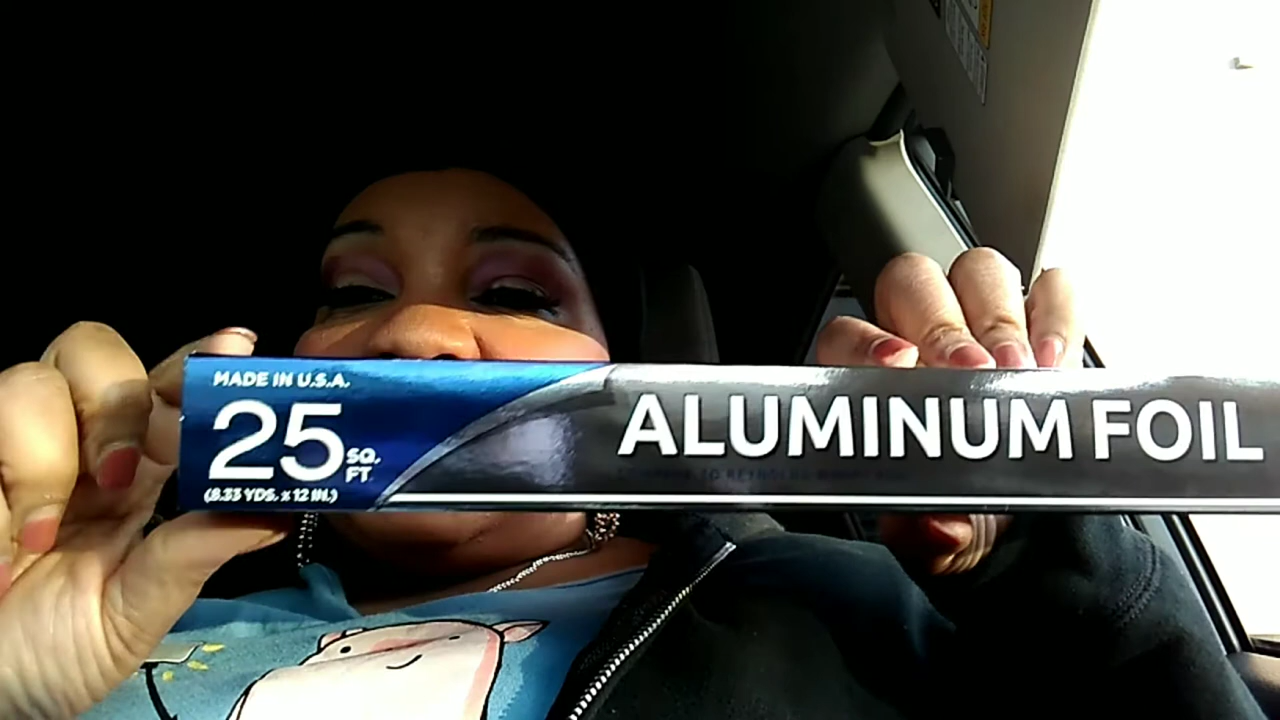 MADE IN U.S.A.
25 SQ. FT
(8.33 YDS. x 12 IN.)
ALUMINUM FOIL